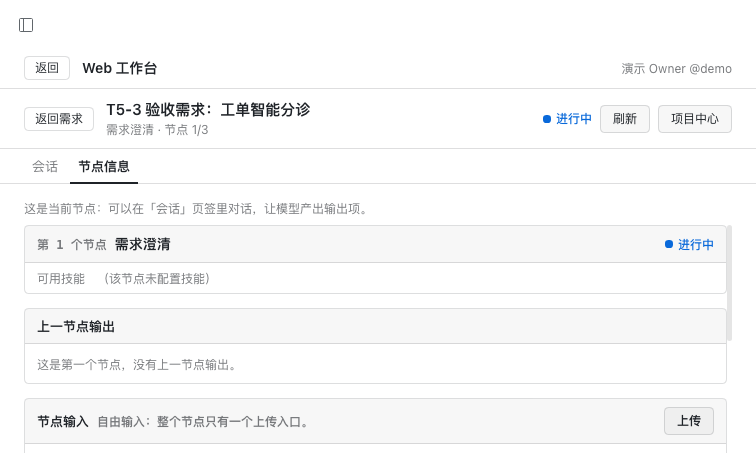 返回 Web 工作台 演示 Owner @demo
返回需求 T5-3 验收需求：工单智能分诊 进行中 刷新 项目中心
需求澄清 · 节点 1/3
会话 节点信息
这是当前节点：可以在「会话」页签里对话，让模型产出输出项。
第 1 个节点 需求澄清 进行中
可用技能 （该节点未配置技能）
上一节点输出
这是第一个节点，没有上一节点输出。
节点输入 自由输入：整个节点只有一个上传入口。 上传